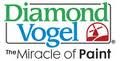 Diamond
Vogel®
The Miracle of Paint®